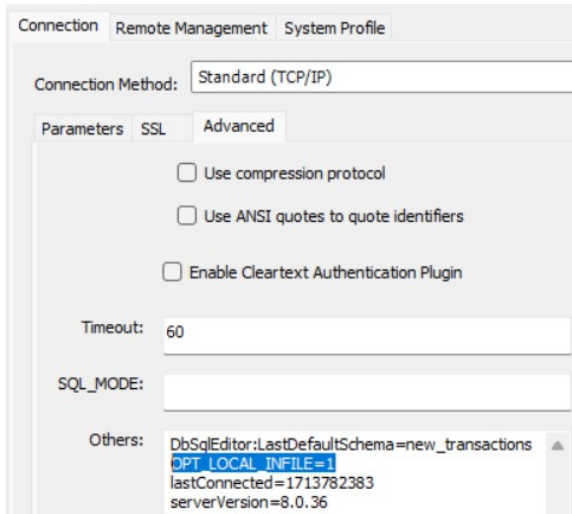 Connection Remote Management System Profile
Connection Method: Standard (TCP/IP)
Parameters SSL Advanced
Use compression protocol
Use ANSI quotes to quote identifiers
Enable Cleartext Authentication Plugin
Timeout: 60
SQL_MODE:
Others: DbSqlEditor:LastDefaultSchema=new_transactions
OPT_LOCAL_INFILE=1
lastConnected=1713782383
serverVersion=8.0.36